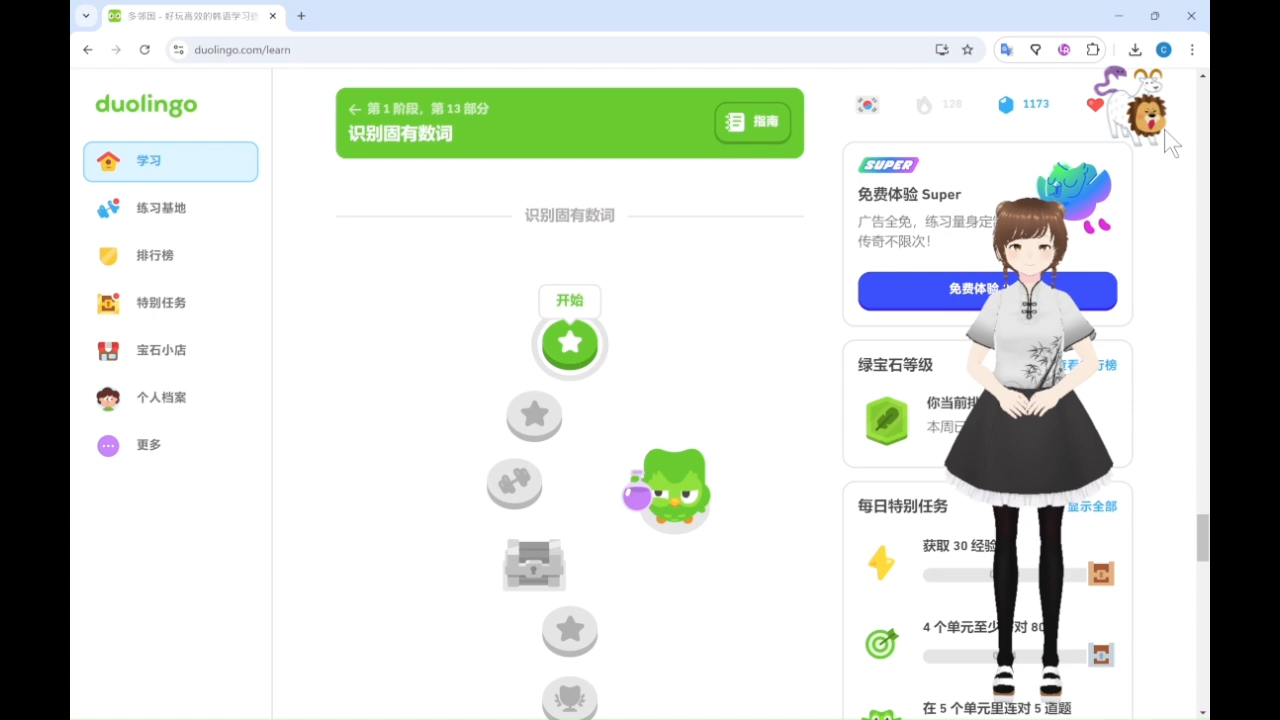 多邻国 - 好玩高效的韩语学习
duolingo.com/learn
duolingo
学习
练习基地
排行榜
特别任务
宝石小店
个人档案
更多
第 1 阶段，第 13 部分
识别固有数词
指南
识别固有数词
开始
128
1173
SUPER
免费体验 Super
广告全免，练习量身定
传奇不限次！
免费体验
绿宝石等级
行榜
你当前排
本周已
每日特别任务
显示全部
获取 30 经验
4 个单元至少
对 80
在 5 个单元里连对 5 道题